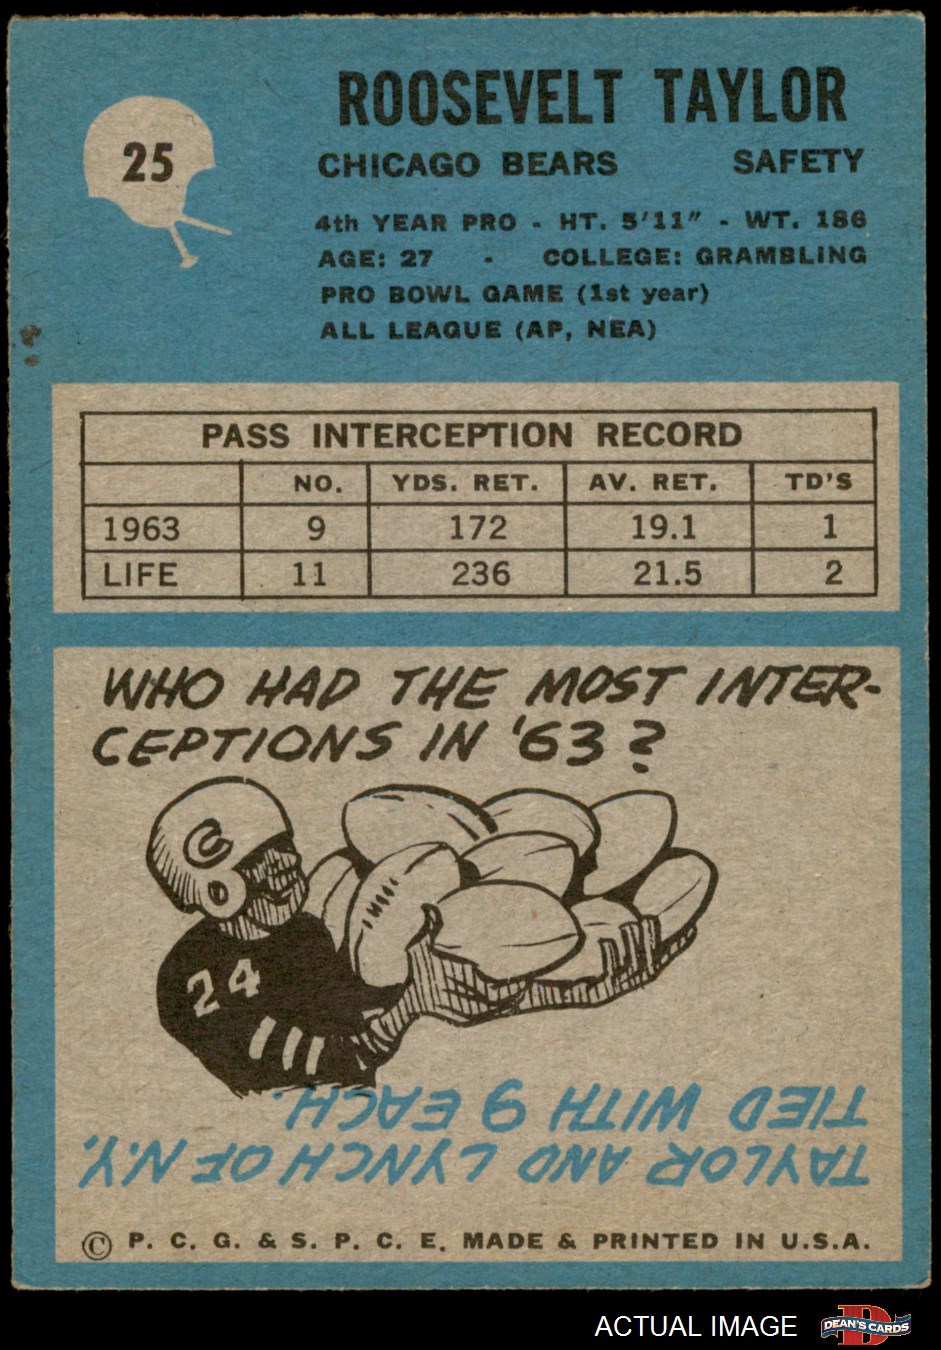 25
ROOSEVELT TAYLOR
CHICAGO BEARS SAFETY
4th YEAR PRO - HT. 5'11" - WT. 186
AGE: 27 - COLLEGE: GRAMBLING
PRO BOWL GAME (1st year)
ALL LEAGUE (AP, NEA)
PASS INTERCEPTION RECORD
NO. YDS. RET. AV. RET. TD'S
1963 9 172 19.1 1
LIFE 11 236 21.5 2
WHO HAD THE MOST INTER-
CEPTIONS IN '63?
C
24
TAYLOR AND LYNCH OF N.Y.
TIED WITH 9 EACH.
© P. C. G. & S. P. C. E. MADE & PRINTED IN U.S.A.
ACTUAL IMAGE
D
DEAN'S CARDS